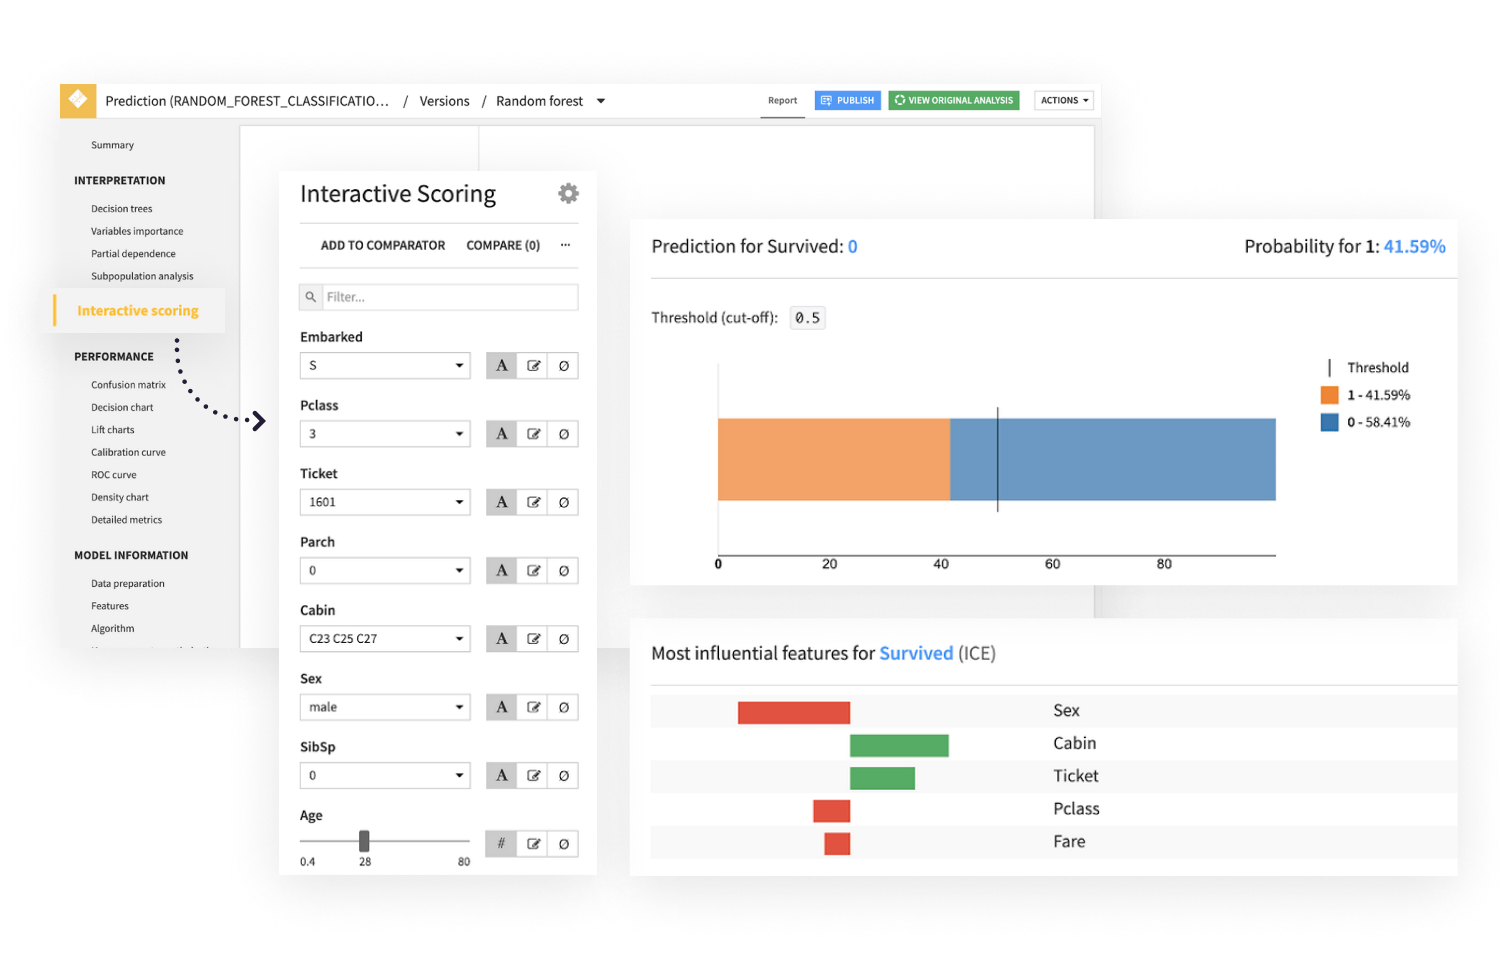 Prediction (RANDOM_FOREST_CLASSIFICATIO... / Versions / Random forest
Report
PUBLISH
VIEW ORIGINAL ANALYSIS
ACTIONS
Summary
INTERPRETATION
Decision trees
Variables importance
Partial dependence
Subpopulation analysis
Interactive scoring
PERFORMANCE
Confusion matrix
Decision chart
Lift charts
Calibration curve
ROC curve
Density chart
Detailed metrics
MODEL INFORMATION
Data preparation
Features
Algorithm
Interactive Scoring
ADD TO COMPARATOR COMPARE (0) ...
Filter...
Embarked
S A Ø
Pclass
3 A Ø
Ticket
1601 A Ø
Parch
0 A Ø
Cabin
C23 C25 C27 A Ø
Sex
male A Ø
SibSp
0 A Ø
Age
# Ø
0.4 28 80
Prediction for Survived: 0 Probability for 1: 41.59%
Threshold (cut-off): 0.5
Threshold
1 - 41.59%
0 - 58.41%
0 20 40 60 80
Most influential features for Survived (ICE)
Sex
Cabin
Ticket
Pclass
Fare